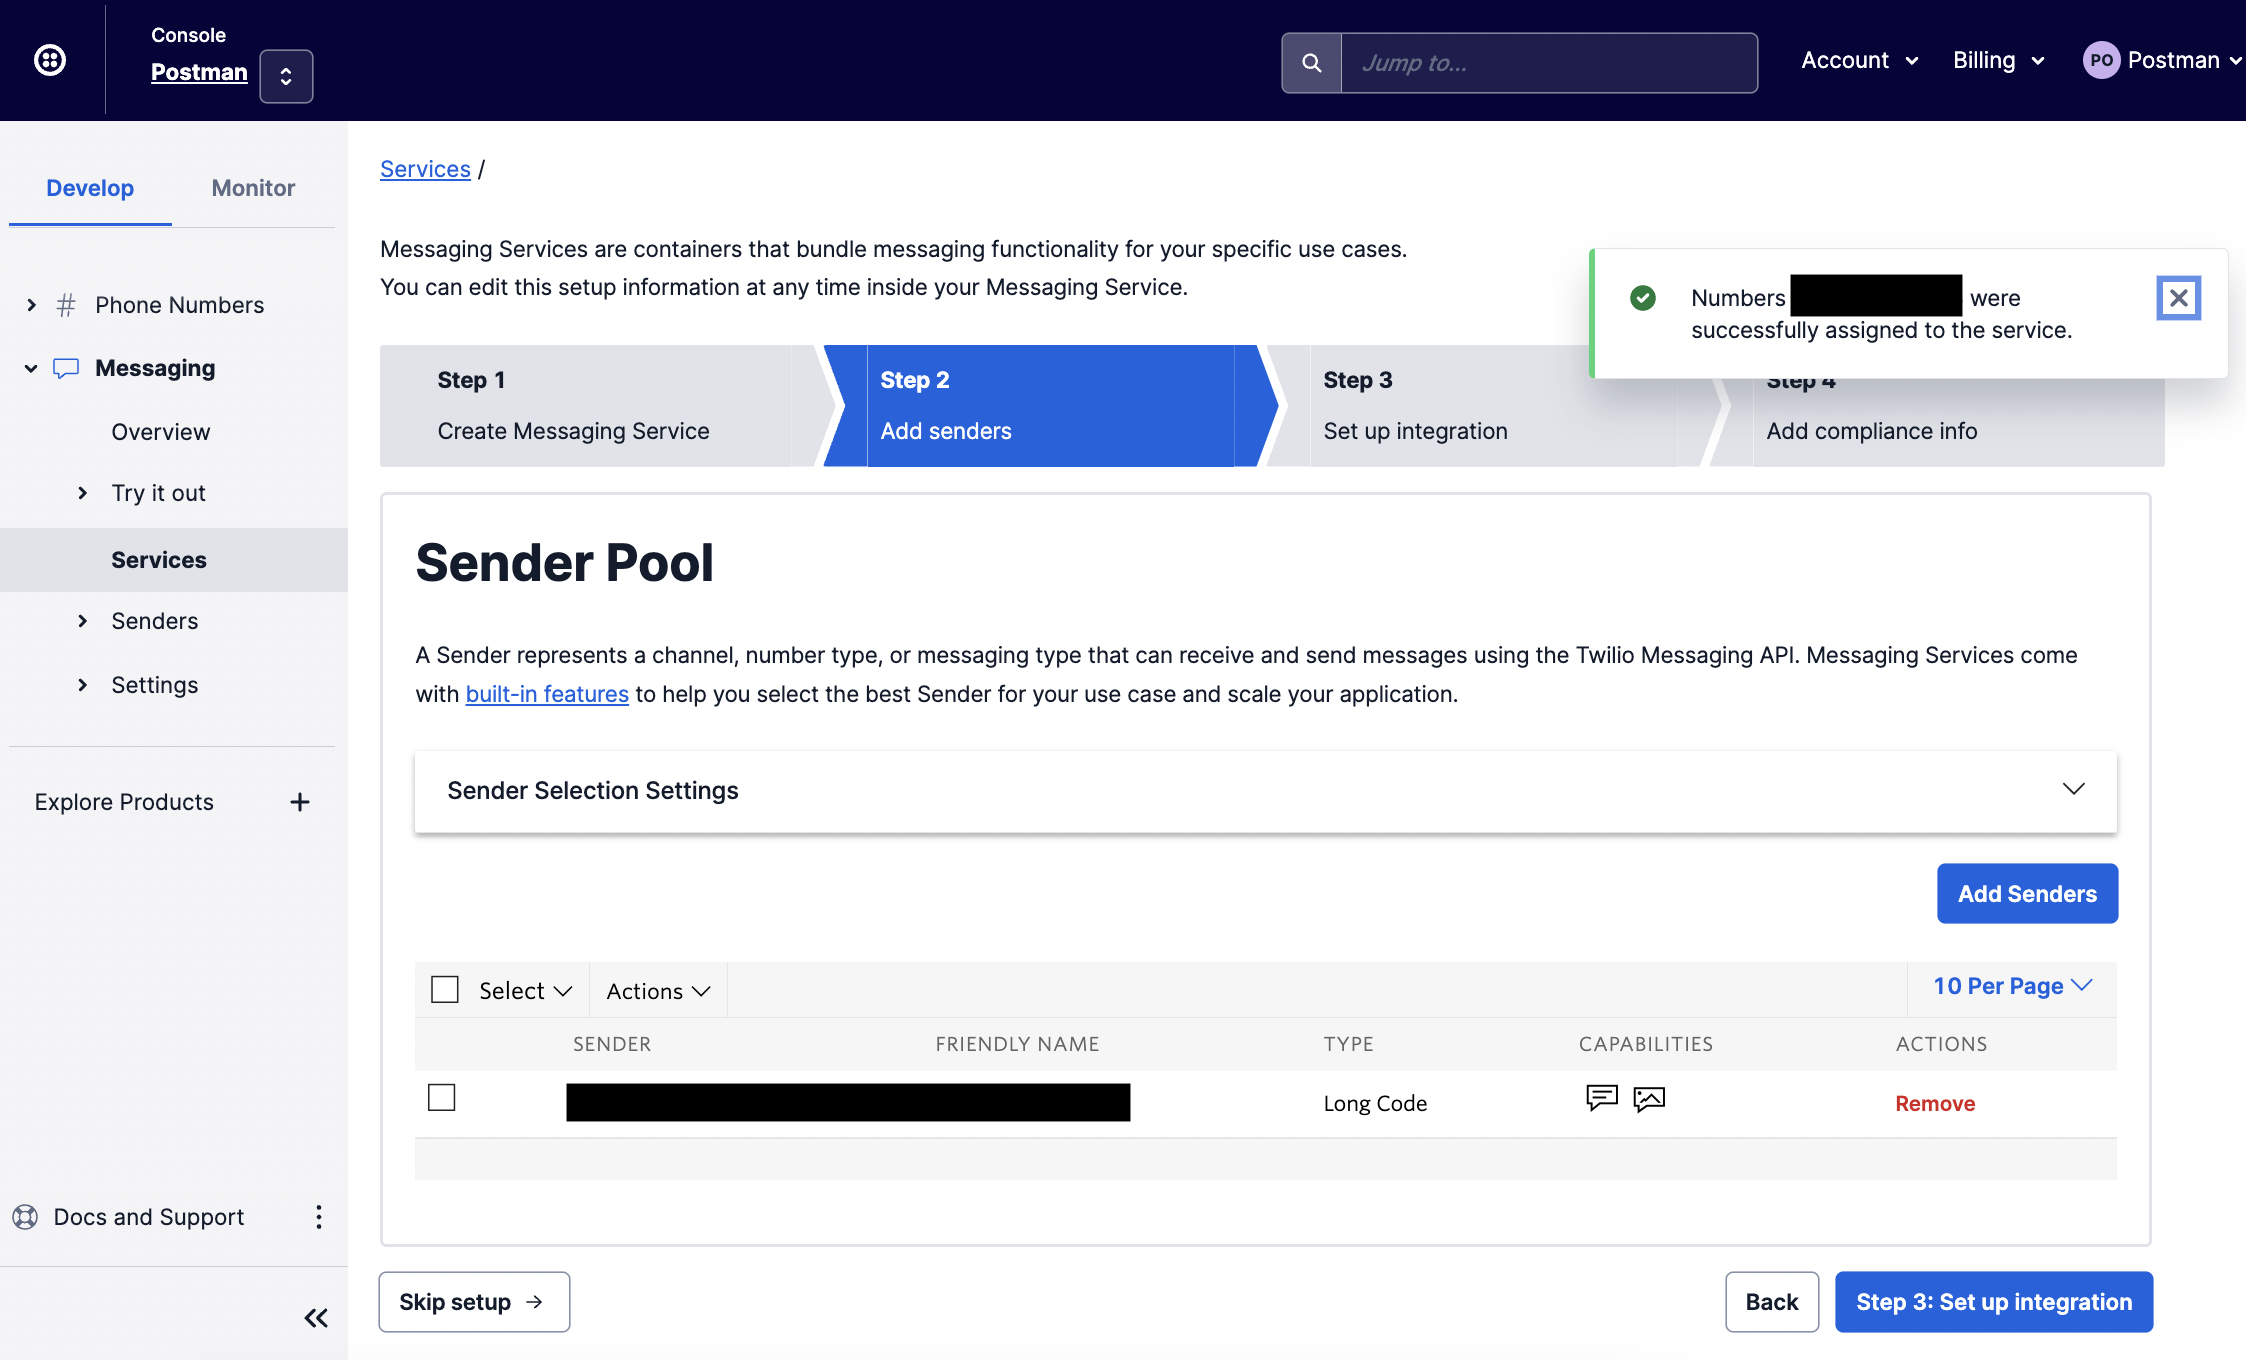 Console
Postman
Jump to...
Account
Billing
PO
Postman
Develop
Monitor
Phone Numbers
Messaging
Overview
Try it out
Services
Senders
Settings
Explore Products
Docs and Support
Services /
Messaging Services are containers that bundle messaging functionality for your specific use cases.
You can edit this setup information at any time inside your Messaging Service.
Numbers were
successfully assigned to the service.
Step 1
Create Messaging Service
Step 2
Add senders
Step 3
Set up integration
Step 4
Add compliance info
Sender Pool
A Sender represents a channel, number type, or messaging type that can receive and send messages using the Twilio Messaging API. Messaging Services come
with built-in features to help you select the best Sender for your use case and scale your application.
Sender Selection Settings
Add Senders
Select
Actions
10 Per Page
SENDER FRIENDLY NAME TYPE CAPABILITIES ACTIONS
Long Code Remove
Skip setup →
Back
Step 3: Set up integration